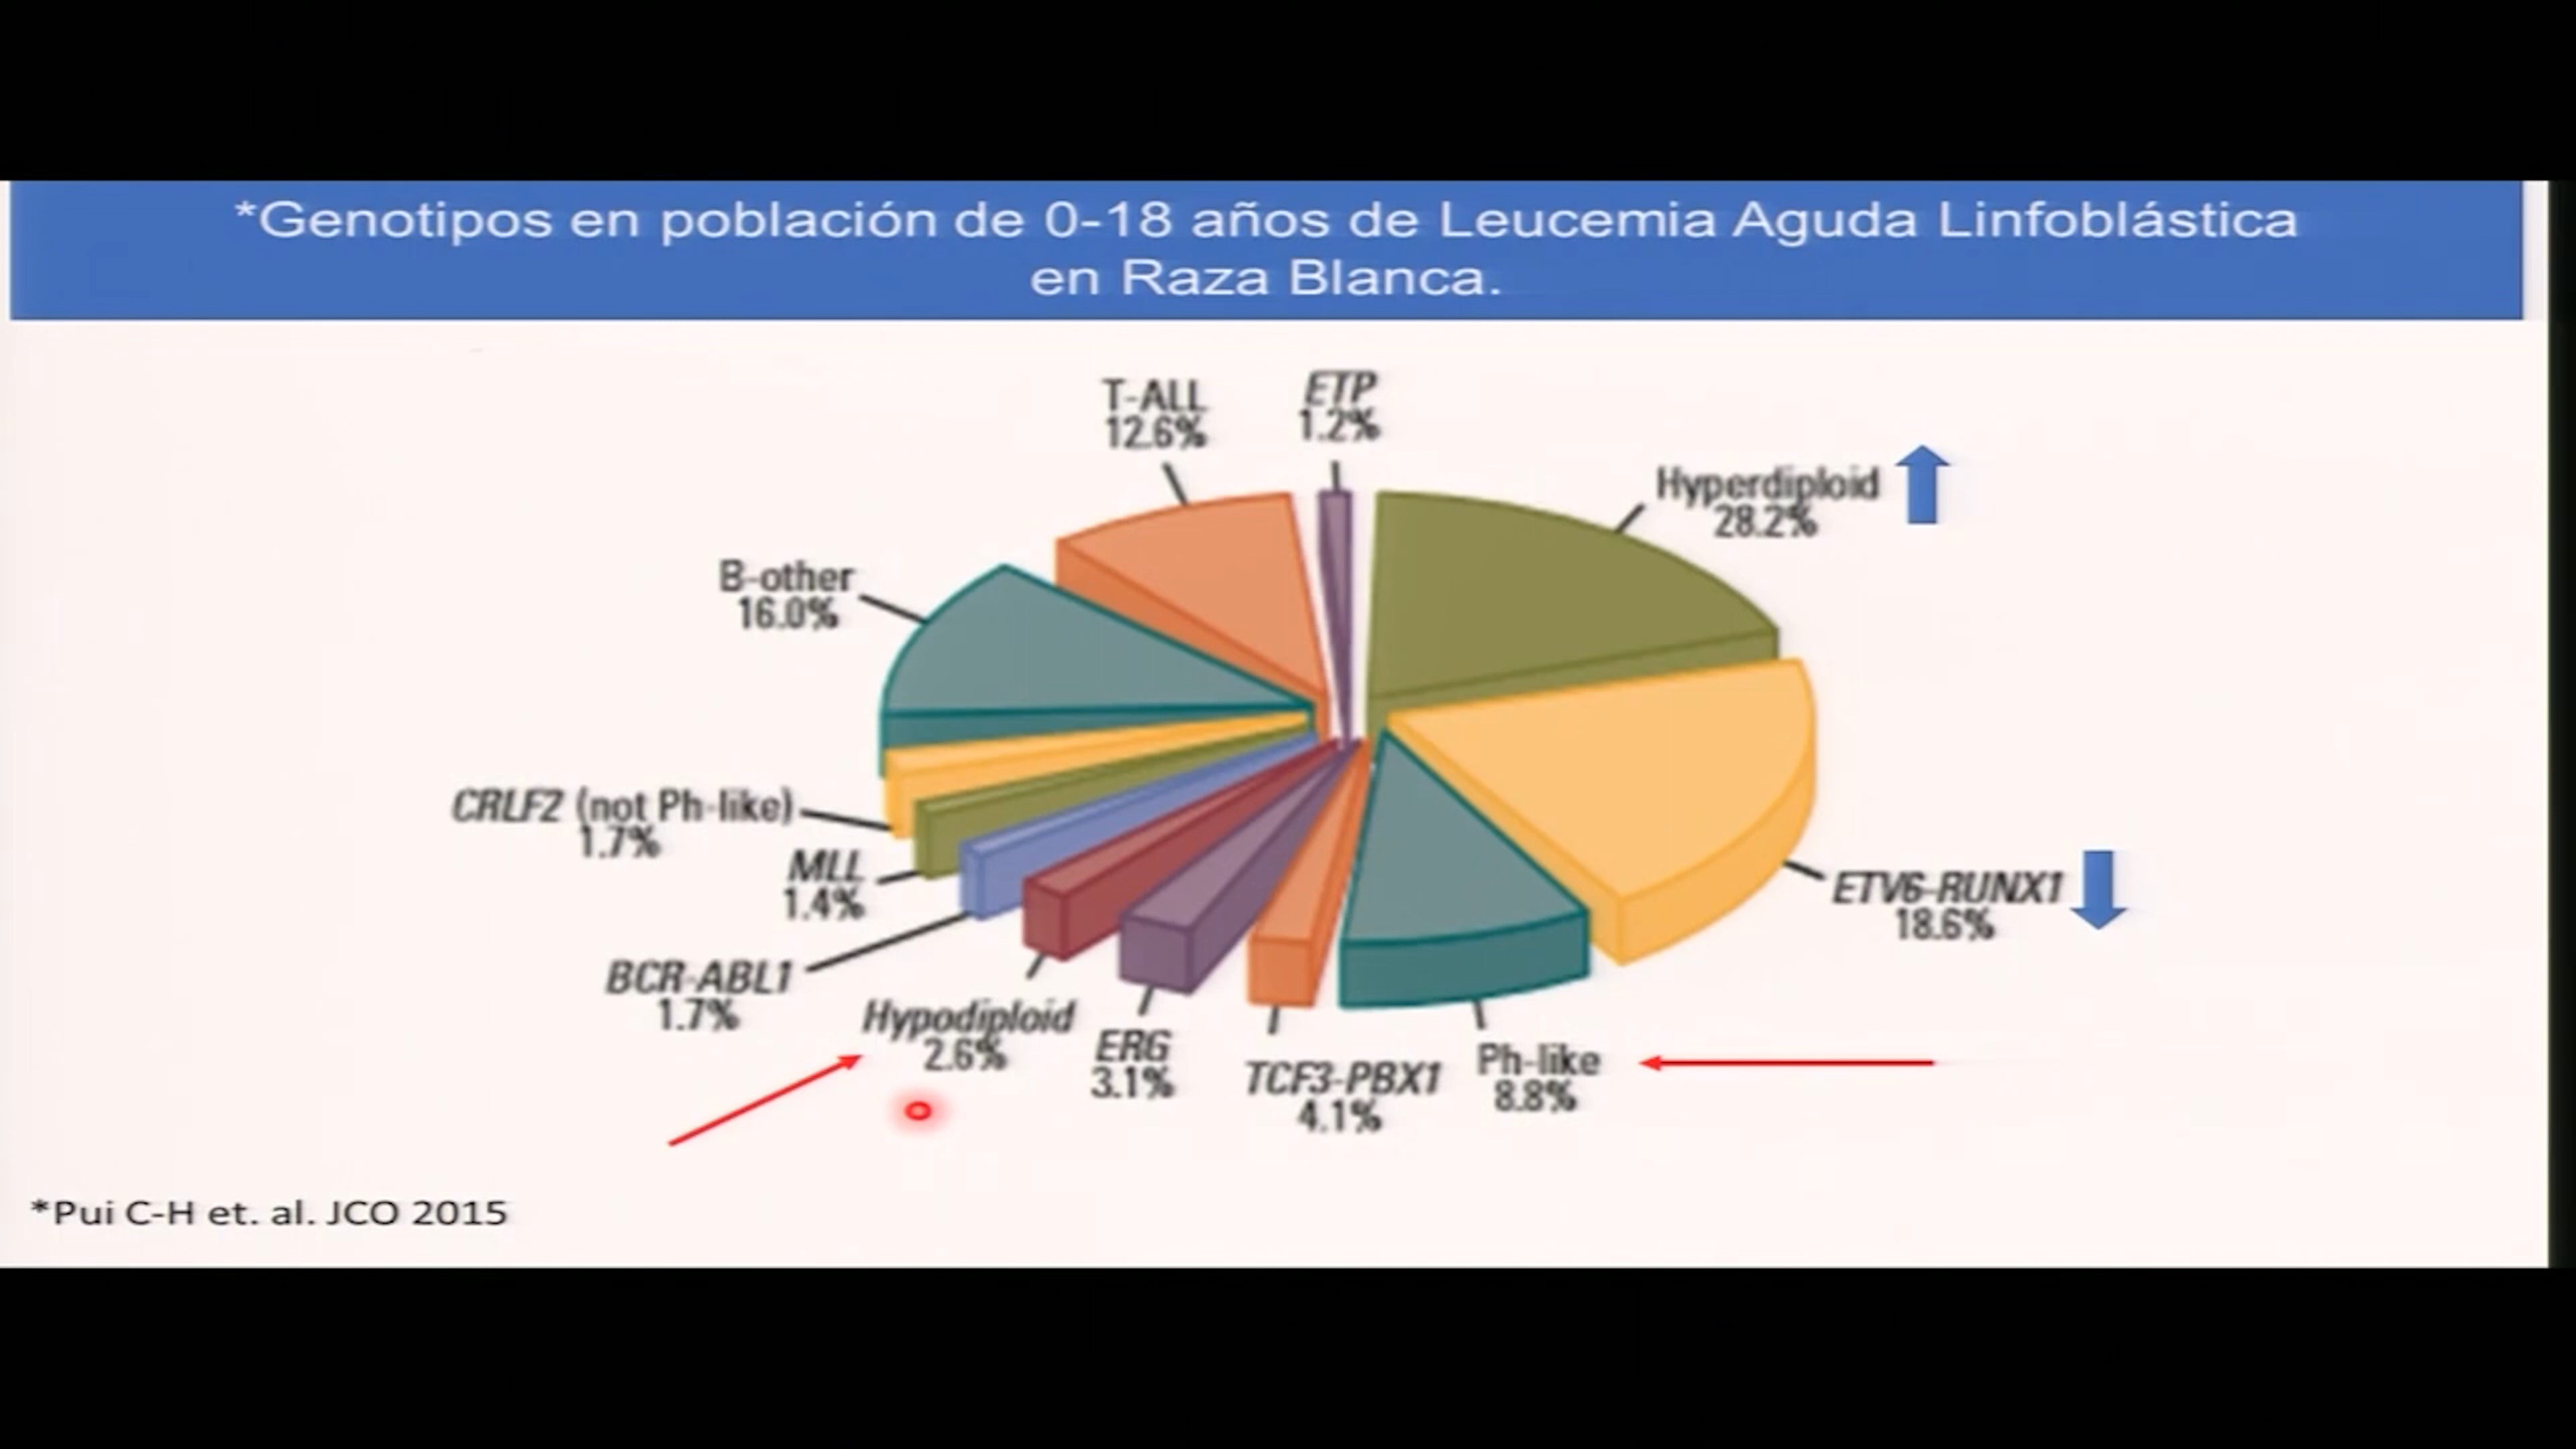 *Genotipos en población de 0-18 años de Leucemia Aguda Linfoblástica
en Raza Blanca.
T-ALL
12.6%
ETP
1.2%
Hyperdiploid
28.2%
B-other
16.0%
CRLF2 (not Ph-like)
1.7%
MLL
1.4%
ETV6-RUNX1
18.6%
BCR-ABL1
1.7%
Hypodiploid
2.6%
ERG
3.1%
TCF3-PBX1
4.1%
Ph-like
8.8%
*Pui C-H et. al. JCO 2015